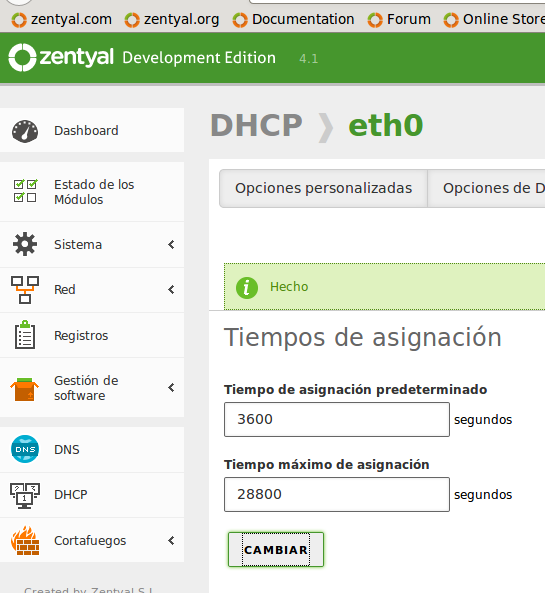 zentyal.com zentyal.org Documentation Forum Online Store
zentyal Development Edition 4.1
Dashboard
Estado de los
Módulos
Sistema
Red
Registros
Gestión de
software
DNS
DHCP
Cortafuegos
Created by Zentyal S.L.
DHCP eth0
Opciones personalizadas Opciones de D
Hecho
Tiempos de asignación
Tiempo de asignación predeterminado
3600 segundos
Tiempo máximo de asignación
28800 segundos
CAMBIAR